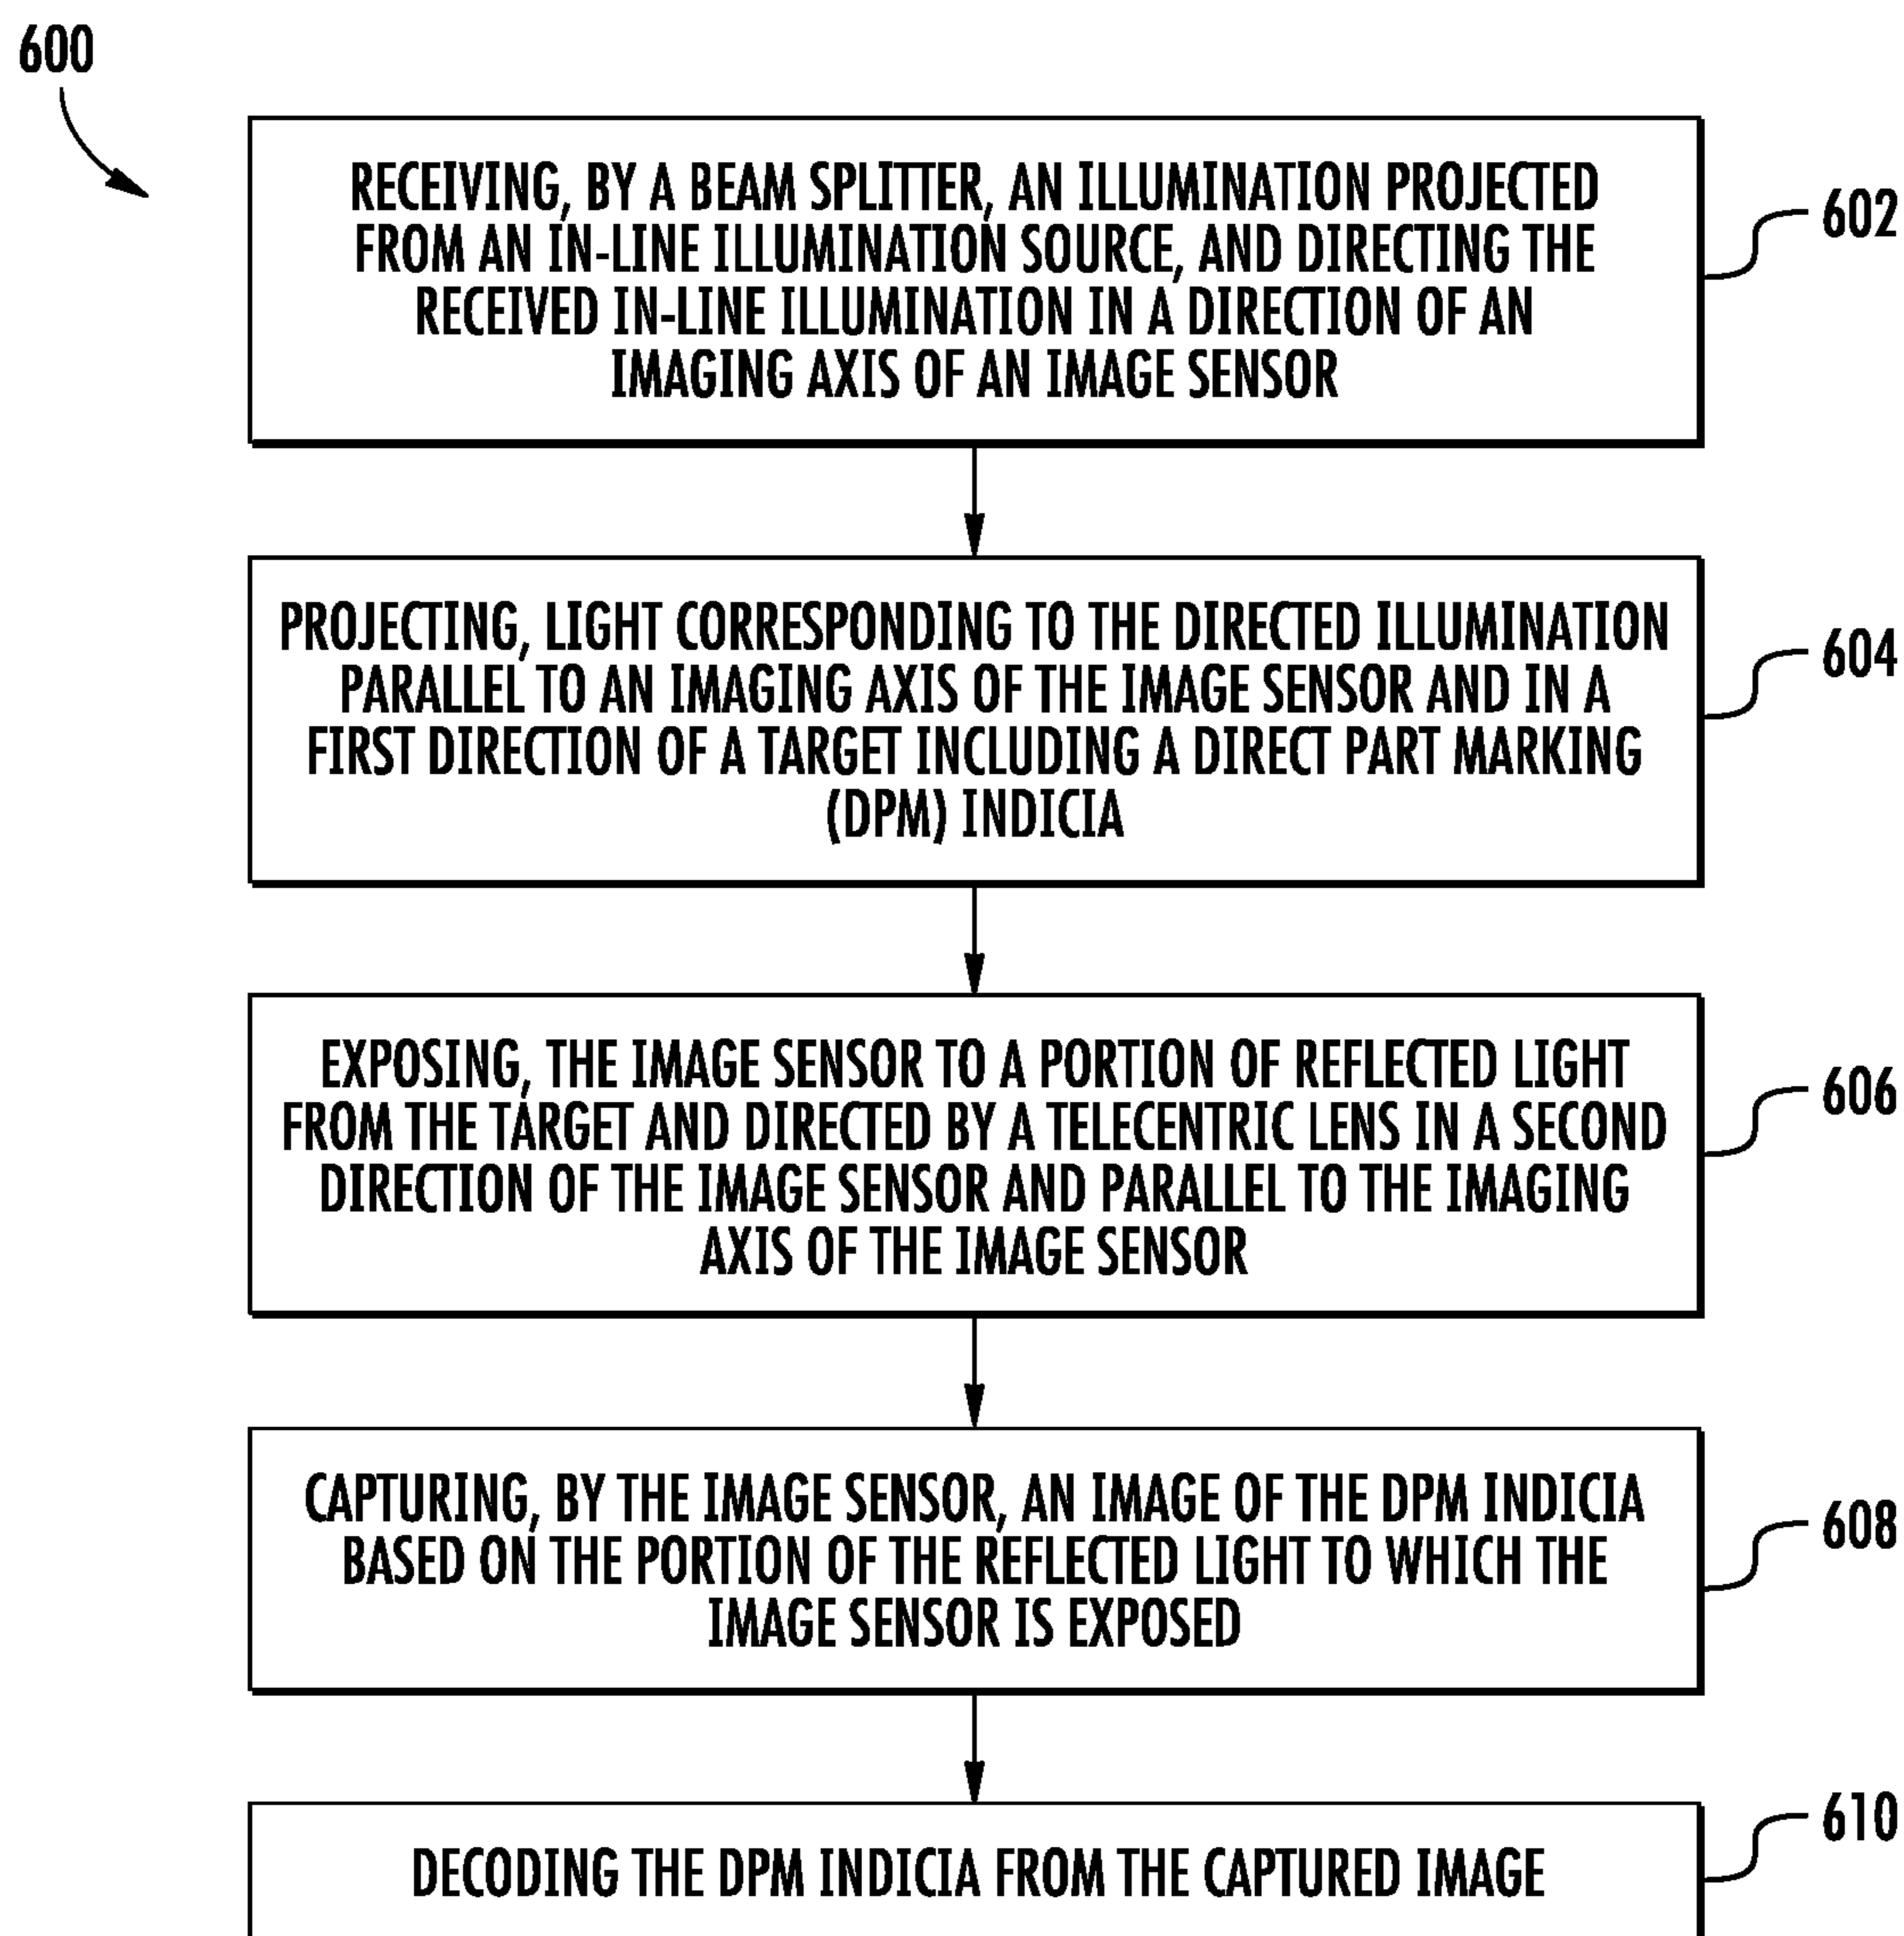 600
RECEIVING, BY A BEAM SPLITTER, AN ILLUMINATION PROJECTED
FROM AN IN-LINE ILLUMINATION SOURCE, AND DIRECTING THE
RECEIVED IN-LINE ILLUMINATION IN A DIRECTION OF AN
IMAGING AXIS OF AN IMAGE SENSOR
602
PROJECTING, LIGHT CORRESPONDING TO THE DIRECTED ILLUMINATION
PARALLEL TO AN IMAGING AXIS OF THE IMAGE SENSOR AND IN A
FIRST DIRECTION OF A TARGET INCLUDING A DIRECT PART MARKING
(DPM) INDICIA
604
EXPOSING, THE IMAGE SENSOR TO A PORTION OF REFLECTED LIGHT
FROM THE TARGET AND DIRECTED BY A TELECENTRIC LENS IN A SECOND
DIRECTION OF THE IMAGE SENSOR AND PARALLEL TO THE IMAGING
AXIS OF THE IMAGE SENSOR
606
CAPTURING, BY THE IMAGE SENSOR, AN IMAGE OF THE DPM INDICIA
BASED ON THE PORTION OF THE REFLECTED LIGHT TO WHICH THE
IMAGE SENSOR IS EXPOSED
608
DECODING THE DPM INDICIA FROM THE CAPTURED IMAGE
610